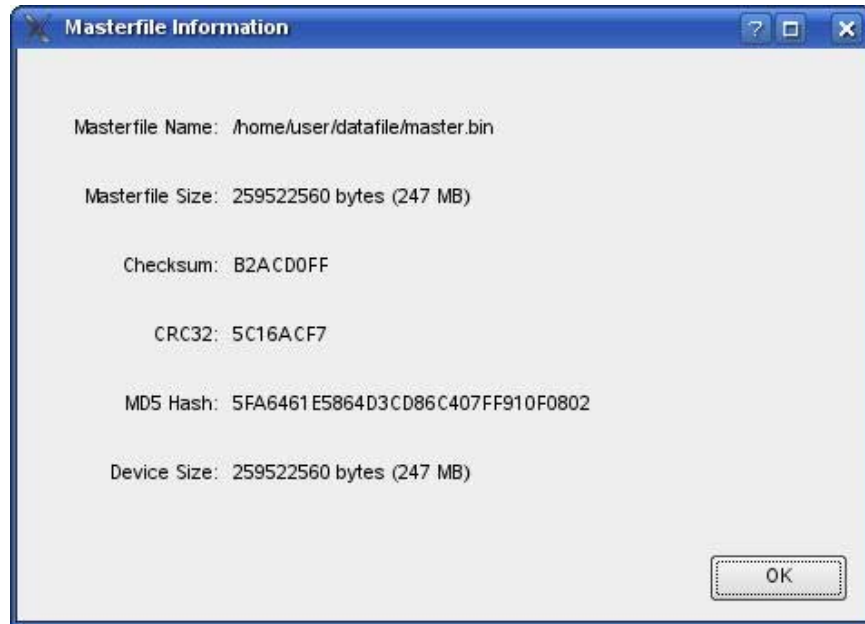 Masterfile Information
Masterfile Name: /home/user/datafile/master.bin
Masterfile Size: 259522560 bytes (247 MB)
Checksum: B2ACD0FF
CRC32: 5C16ACF7
MD5 Hash: 5FA6461E5864D3CD86C407FF910F0802
Device Size: 259522560 bytes (247 MB)
OK